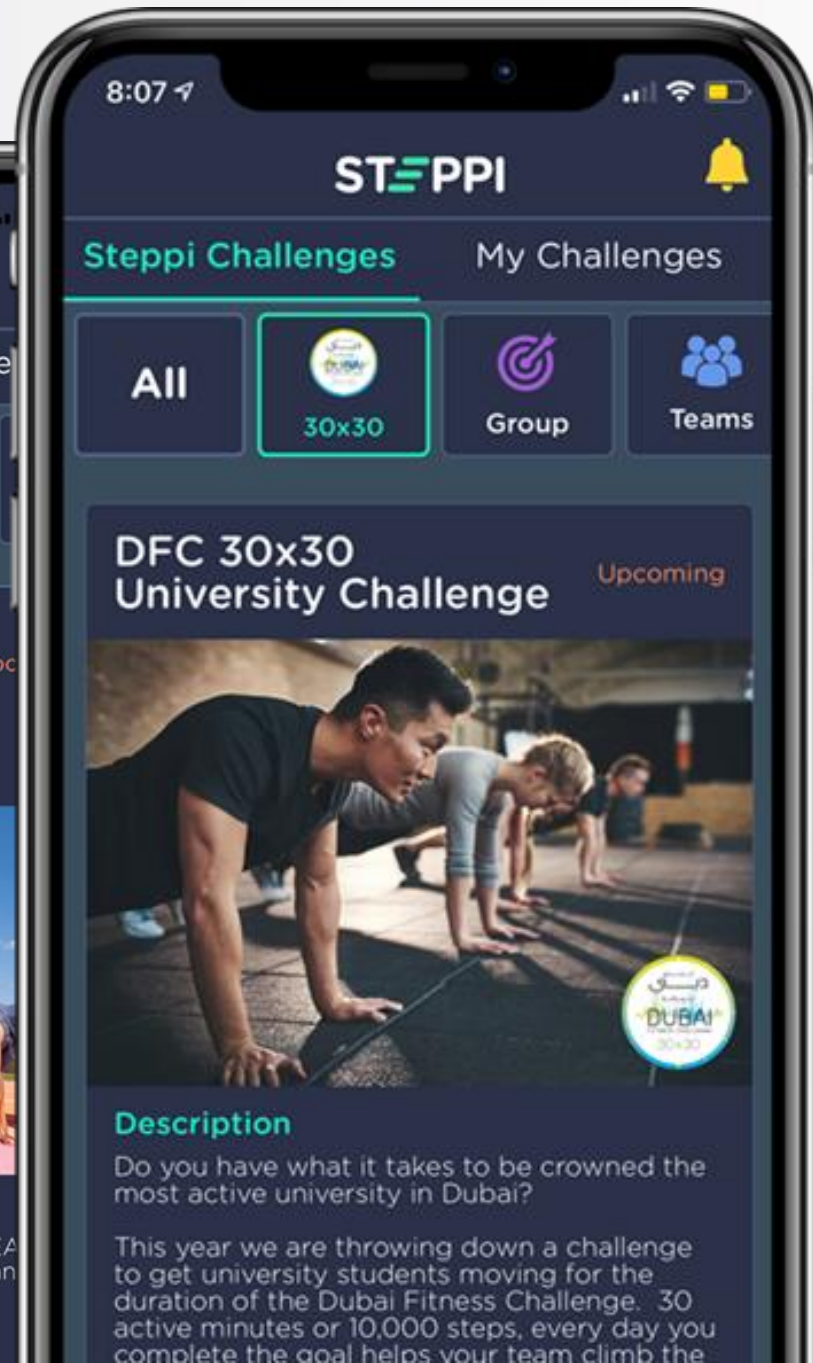 8:07
STEPPI
Steppi Challenges My Challenges
All
30x30
Group
Teams
DFC 30x30
University Challenge
Upcoming
دبي
DUBAI
30x30
Description
Do you have what it takes to be crowned the
most active university in Dubai?
This year we are throwing down a challenge
to get university students moving for the
duration of the Dubai Fitness Challenge. 30
active minutes or 10,000 steps, every day you
complete the goal helps your team climb the